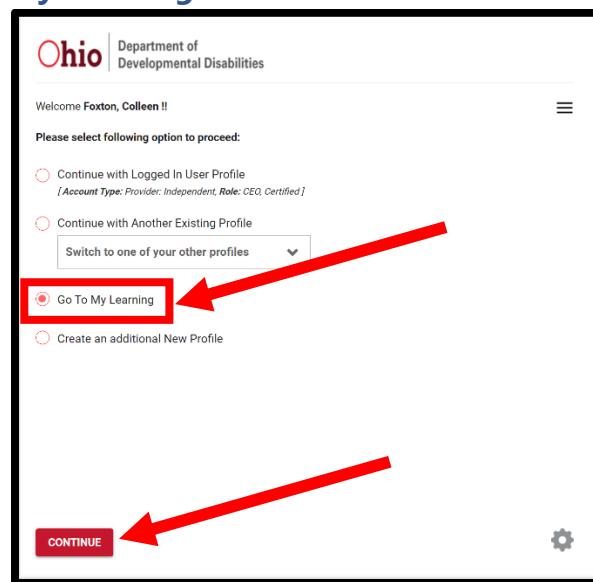 Ohio
Department of
Developmental Disabilities
Welcome Foxton, Colleen !!
Please select following option to proceed:
Continue with Logged In User Profile
[ Account Type: Provider: Independent, Role: CEO, Certified ]
Continue with Another Existing Profile
Switch to one of your other profiles
Go To My Learning
Create an additional New Profile
CONTINUE